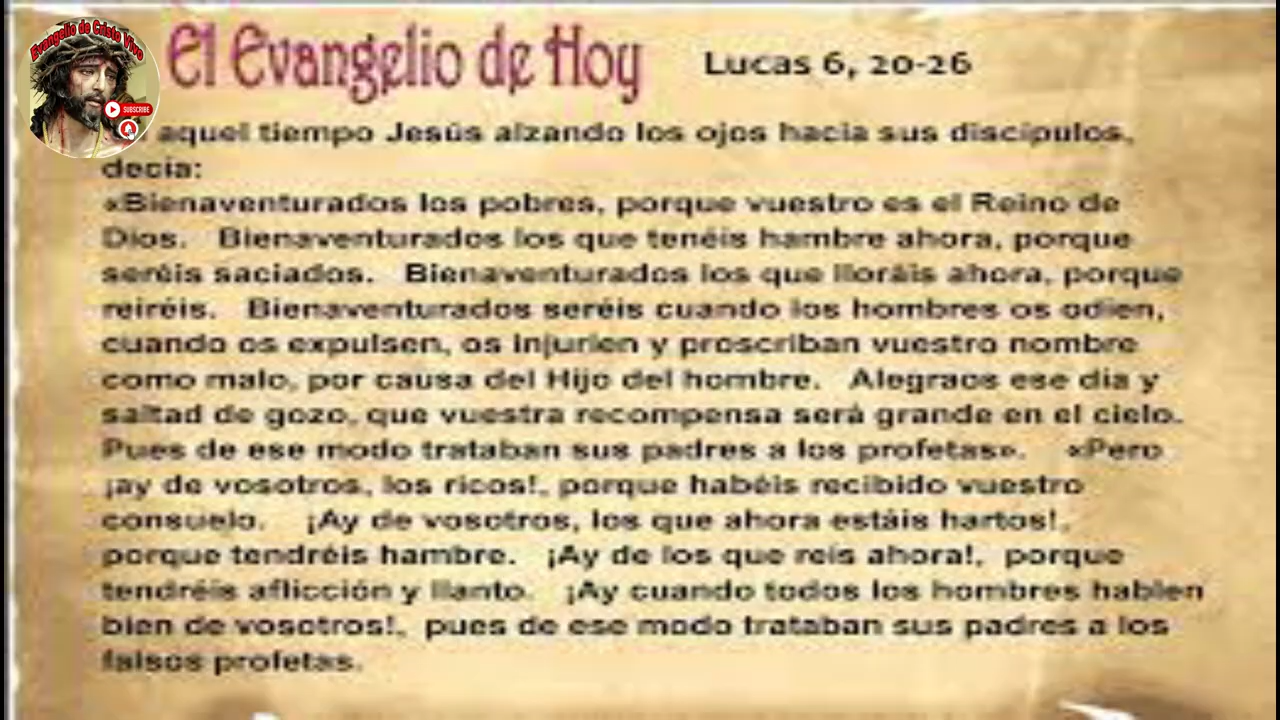 Evangelio de Cristo Vivo
SUBSCRIBE
El Evangelio de Hoy
Lucas 6, 20-26
aquel tiempo Jesús alzando los ojos hacia sus discípulos,
decía:
«Bienaventurados los pobres, porque vuestro es el Reino de
Dios. Bienaventurados los que tenéis hambre ahora, porque
seréis saciados. Bienaventurados los que lloráis ahora, porque
reiréis. Bienaventurados seréis cuando los hombres os odien,
cuando os expulsen, os injurien y proscriban vuestro nombre
como malo, por causa del Hijo del hombre. Alegraos ese día y
saltad de gozo, que vuestra recompensa será grande en el cielo.
Pues de ese modo trataban sus padres a los profetas». «Pero
¡ay de vosotros, los ricos!, porque habéis recibido vuestro
consuelo. ¡Ay de vosotros, los que ahora estáis hartos!,
porque tendréis hambre. ¡Ay de los que reís ahora!, porque
tendréis aflicción y llanto. ¡Ay cuando todos los hombres hablen
bien de vosotros!, pues de ese modo trataban sus padres a los
falsos profetas.